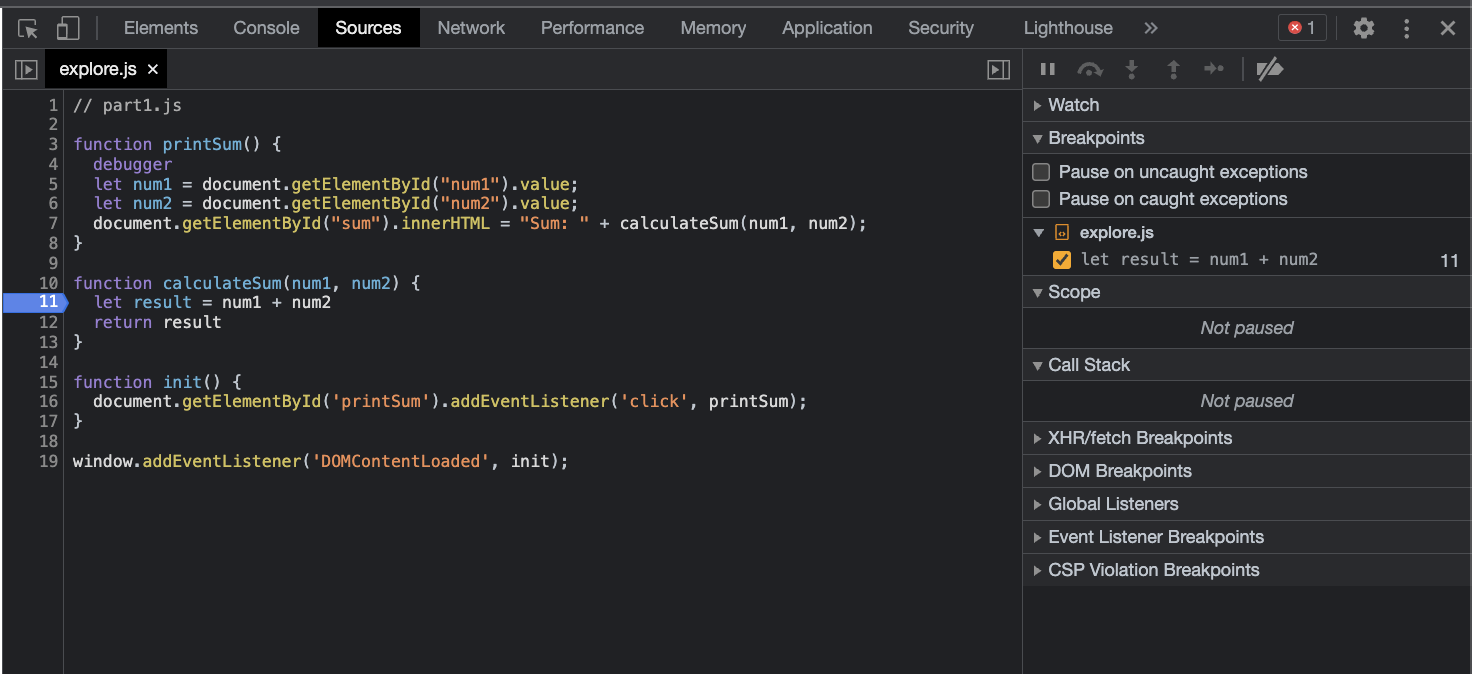 Elements Console Sources Network Performance Memory Application Security Lighthouse 1
explore.js
1 // part1.js
2
3 function printSum() {
4 debugger
5 let num1 = document.getElementById("num1").value;
6 let num2 = document.getElementById("num2").value;
7 document.getElementById("sum").innerHTML = "Sum: " + calculateSum(num1, num2);
8 }
9
10 function calculateSum(num1, num2) {
11 let result = num1 + num2
12 return result
13 }
14
15 function init() {
16 document.getElementById('printSum').addEventListener('click', printSum);
17 }
18
19 window.addEventListener('DOMContentLoaded', init);
Watch
Breakpoints
Pause on uncaught exceptions
Pause on caught exceptions
explore.js
let result = num1 + num2 11
Scope
Not paused
Call Stack
Not paused
XHR/fetch Breakpoints
DOM Breakpoints
Global Listeners
Event Listener Breakpoints
CSP Violation Breakpoints